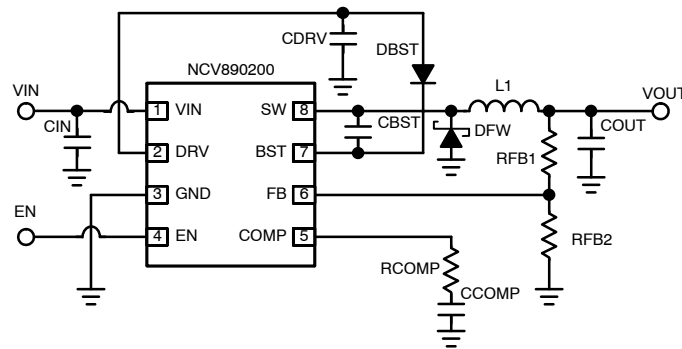 CDRV
DBST
NCV890200
L1
VIN
VOUT
1 VIN
SW 8
CIN
CBST
DFW
COUT
RFB1
2 DRV
BST 7
3 GND
FB 6
EN
4 EN
COMP 5
RFB2
RCOMP
CCOMP